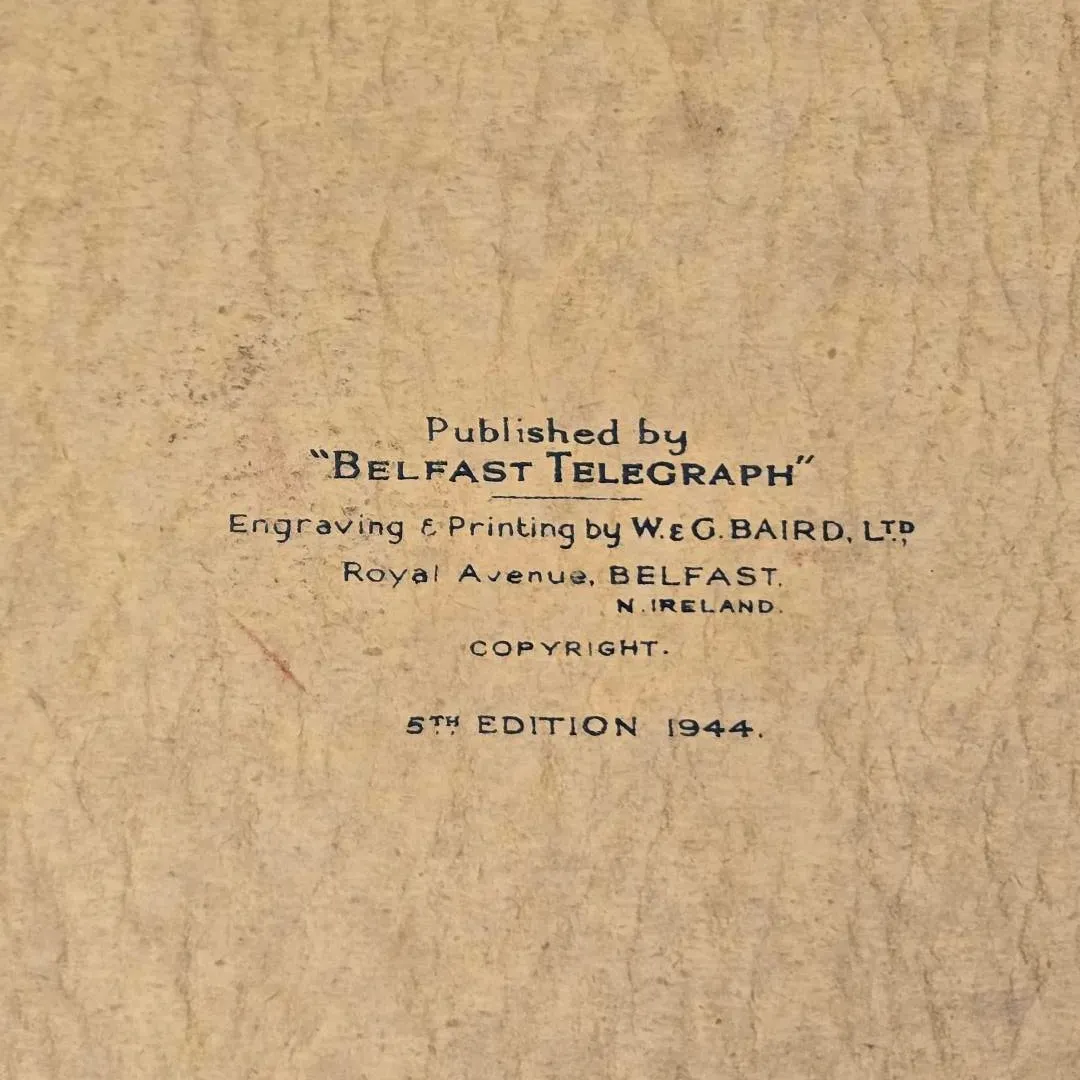 Published by
"BELFAST TELEGRAPH"
Engraving & Printing by W. & G. BAIRD, LTD.,
Royal Avenue, BELFAST.
N. IRELAND.
COPYRIGHT.
5TH EDITION 1944.